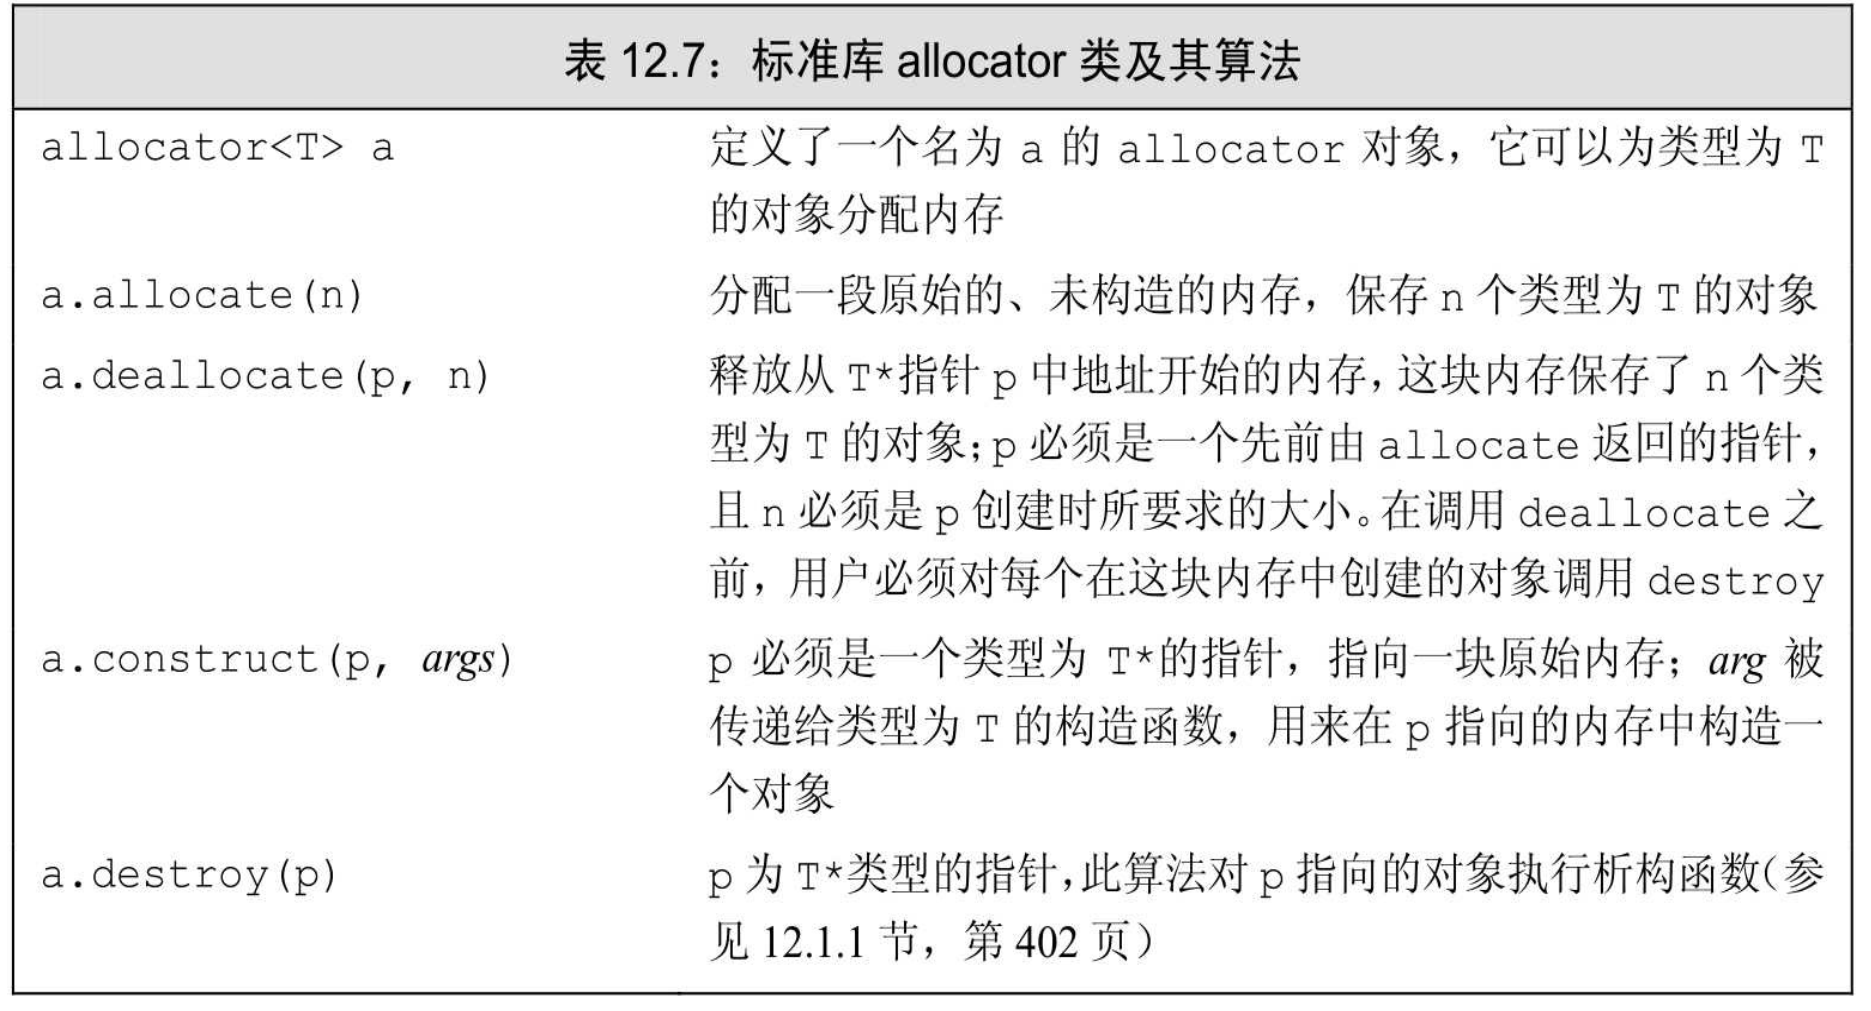 表 12.7：标准库 allocator 类及其算法
allocator<T> a
定义了一个名为 a 的 allocator 对象，它可以为类型为 T
的对象分配内存
a.allocate(n)
分配一段原始的、未构造的内存，保存 n 个类型为 T 的对象
a.deallocate(p, n)
释放从 T*指针 p 中地址开始的内存，这块内存保存了 n 个类
型为 T 的对象；p 必须是一个先前由 allocate 返回的指针，
且 n 必须是 p 创建时所要求的大小。在调用 deallocate 之
前，用户必须对每个在这块内存中创建的对象调用 destroy
a.construct(p, args)
p 必须是一个类型为 T*的指针，指向一块原始内存；arg 被
传递给类型为 T 的构造函数，用来在 p 指向的内存中构造一
个对象
a.destroy(p)
p 为 T*类型的指针，此算法对 p 指向的对象执行析构函数（参
见 12.1.1 节，第 402 页）